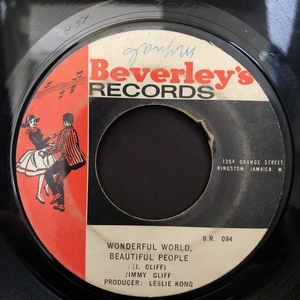 Beverley's
RECORDS
135A ORANGE STREET,
KINGSTON, JAMAICA W
S.R. 094
WONDERFUL WORLD,
BEAUTIFUL PEOPLE
(J. CLIFF)
JIMMY CLIFF
PRODUCER: LESLIE KONG